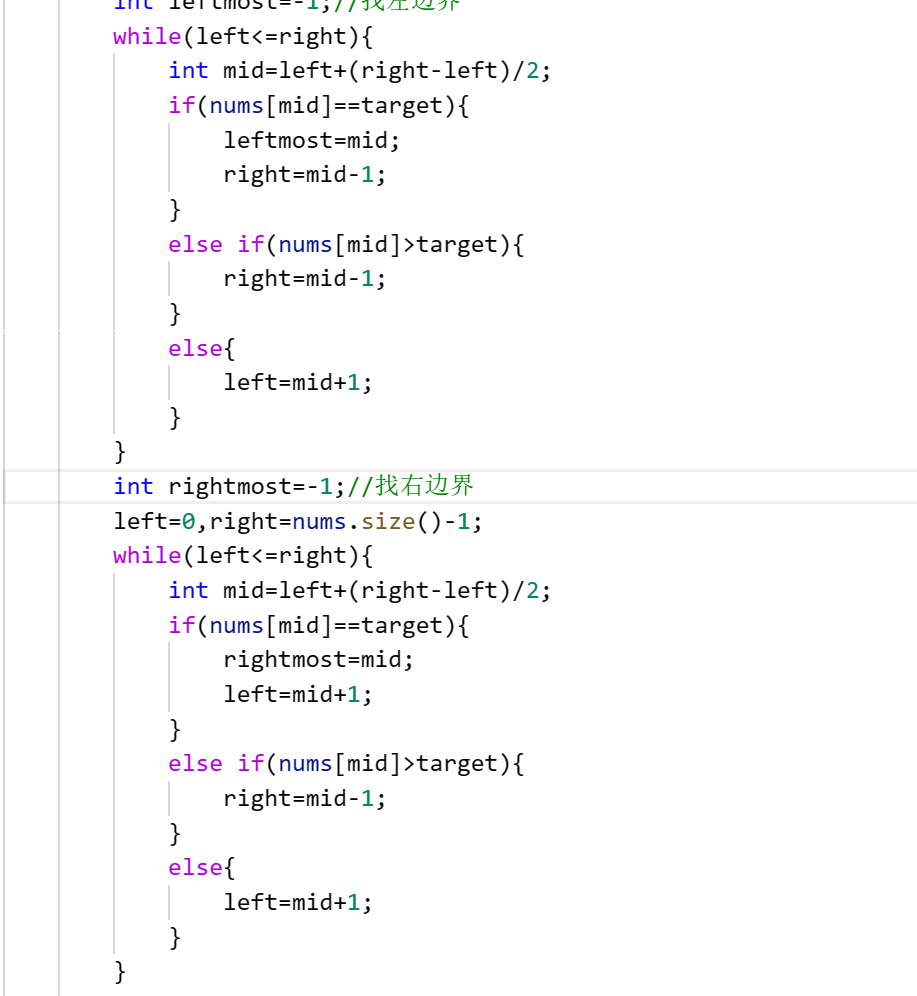 int leftmost=-1;//找左边界
while(left<=right){
int mid=left+(right-left)/2;
if(nums[mid]==target){
leftmost=mid;
right=mid-1;
}
else if(nums[mid]>target){
right=mid-1;
}
else{
left=mid+1;
}
}
int rightmost=-1;//找右边界
left=0,right=nums.size()-1;
while(left<=right){
int mid=left+(right-left)/2;
if(nums[mid]==target){
rightmost=mid;
left=mid+1;
}
else if(nums[mid]>target){
right=mid-1;
}
else{
left=mid+1;
}
}